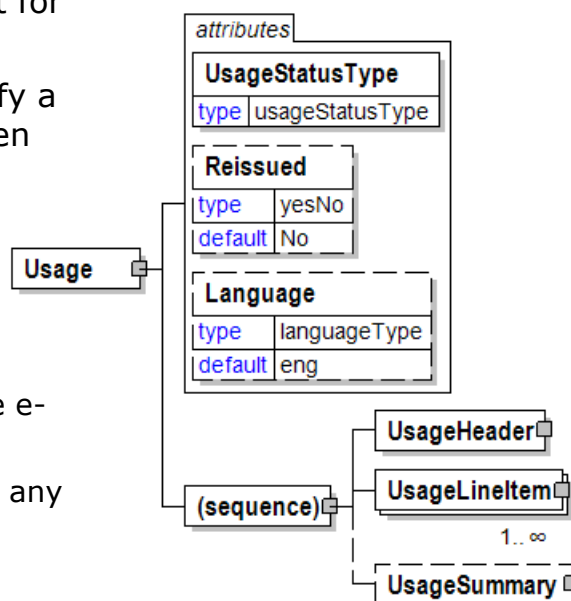 t for
fy a
en
e e-
any
attributes
UsageStatusType
type usageStatusType
Reissued
type yesNo
default No
Usage
Language
type languageType
default eng
UsageHeader
(sequence)
UsageLineItem
1.. ∞
UsageSummary